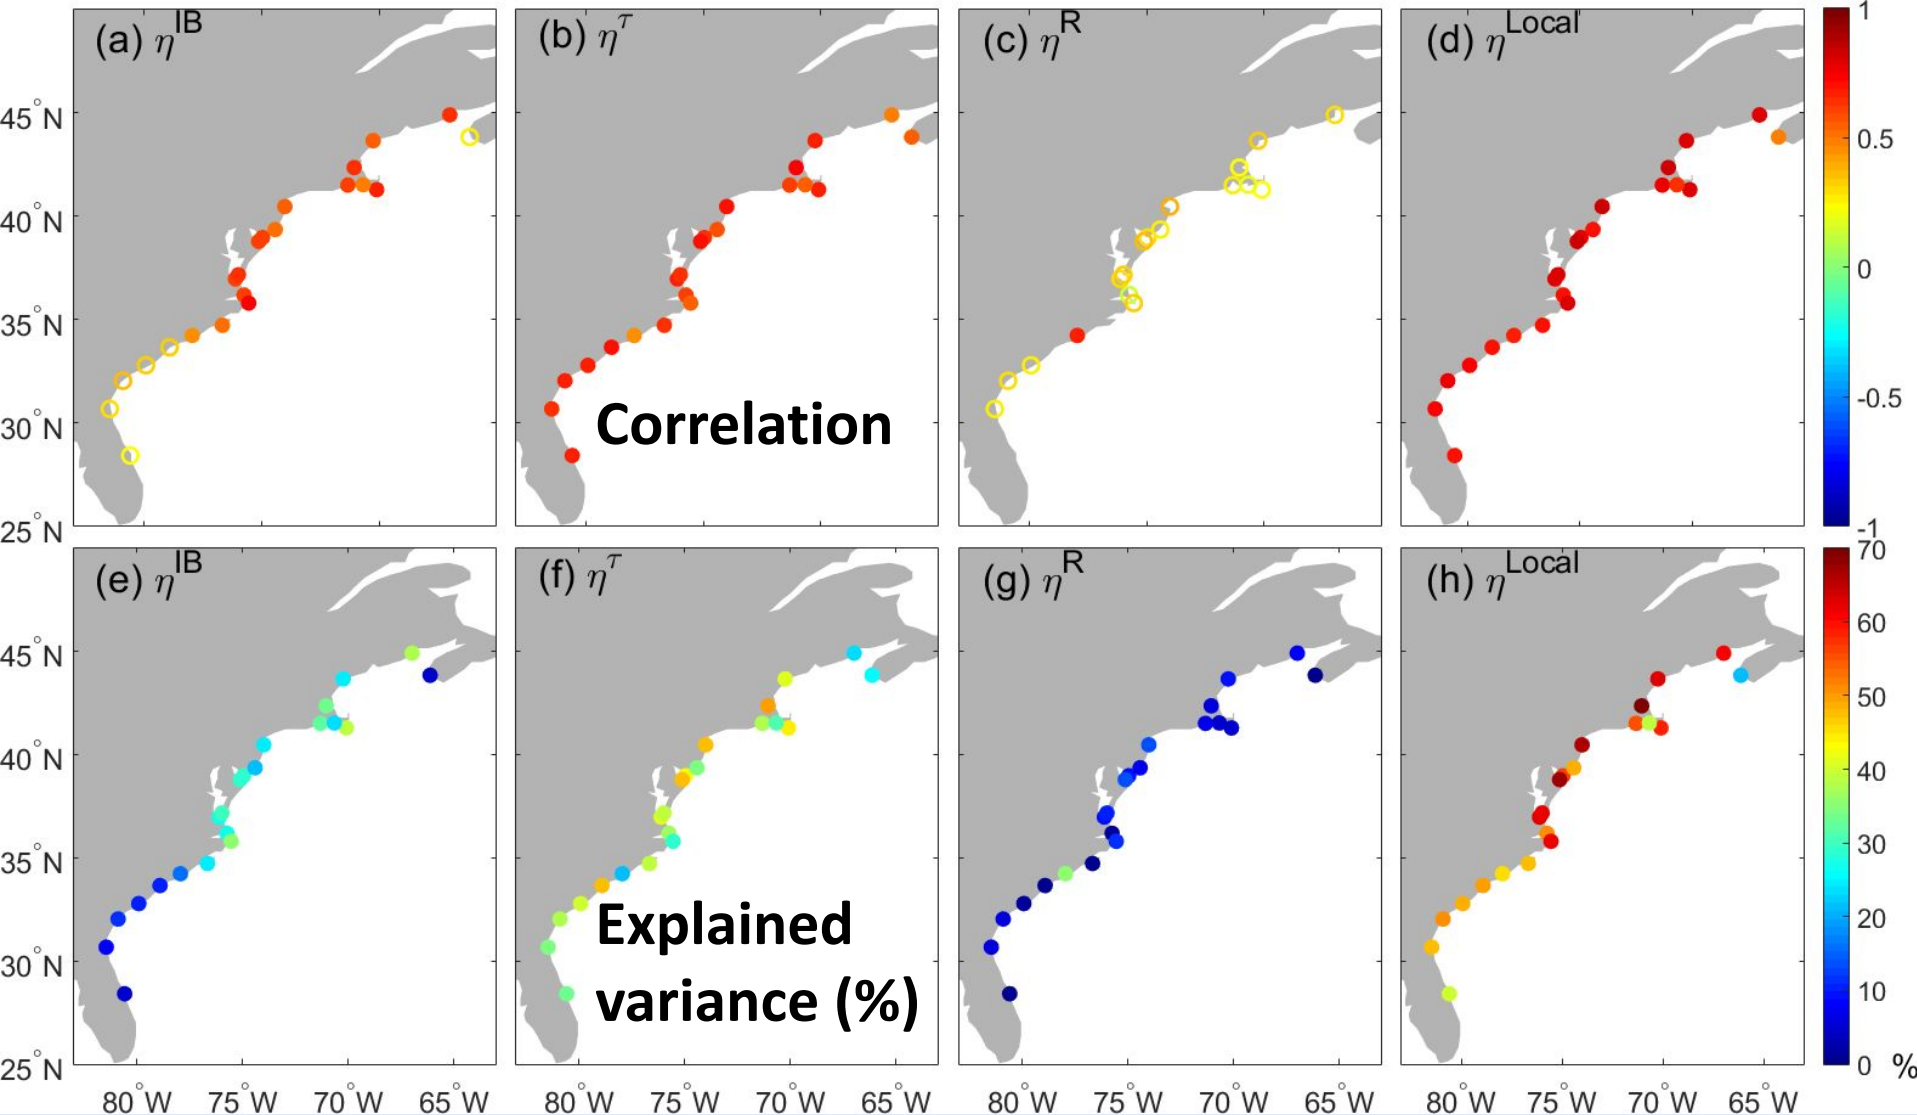 (a) η^IB
(b) η^τ
(c) η^R
(d) η^Local
1
0.5
0
-0.5
-1
45°N
40°N
35°N
30°N
25°N
Correlation
(e) η^IB
(f) η^τ
(g) η^R
(h) η^Local
70
60
50
40
30
20
10
0 %
45°N
40°N
35°N
30°N
25°N
Explained
variance (%)
80°W 75°W 70°W 65°W
80°W 75°W 70°W 65°W
80°W 75°W 70°W 65°W
80°W 75°W 70°W 65°W